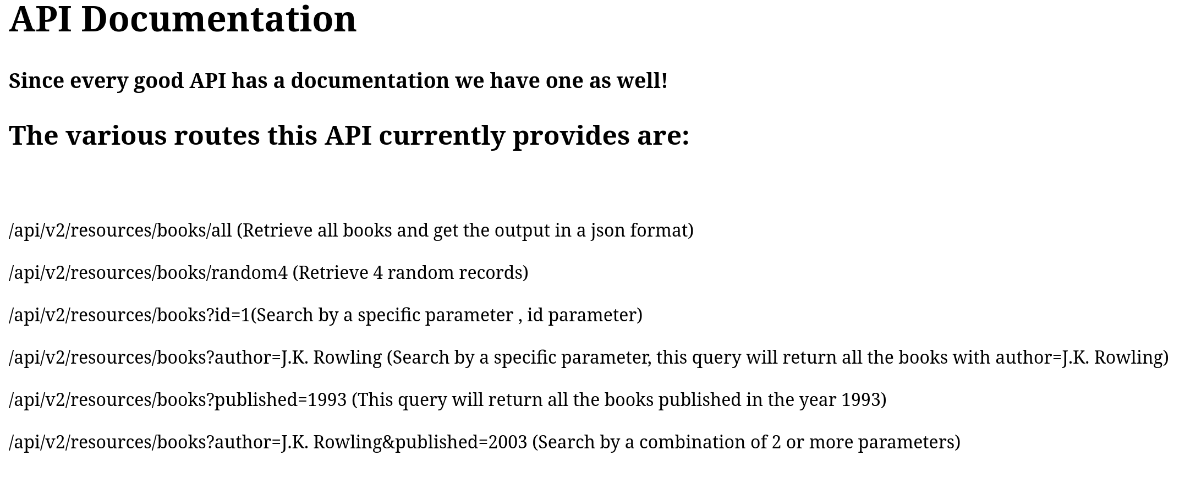 API Documentation
Since every good API has a documentation we have one as well!
The various routes this API currently provides are:
/api/v2/resources/books/all (Retrieve all books and get the output in a json format)
/api/v2/resources/books/random4 (Retrieve 4 random records)
/api/v2/resources/books?id=1(Search by a specific parameter , id parameter)
/api/v2/resources/books?author=J.K. Rowling (Search by a specific parameter, this query will return all the books with author=J.K. Rowling)
/api/v2/resources/books?published=1993 (This query will return all the books published in the year 1993)
/api/v2/resources/books?author=J.K. Rowling&published=2003 (Search by a combination of 2 or more parameters)